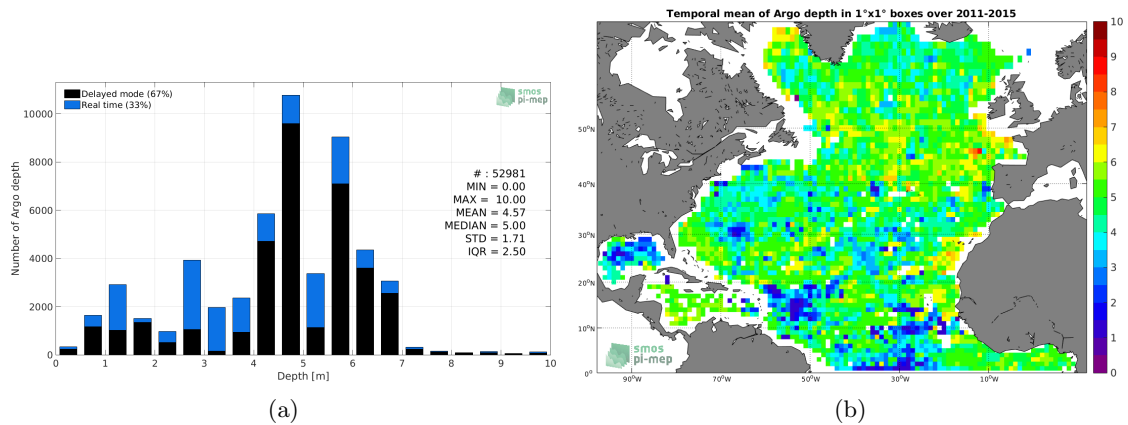 Delayed mode (67%)
Real time (33%)
smos
pi-mep
Number of Argo depth
10000
8000
6000
4000
2000
0
# : 52981
MIN = 0.00
MAX = 10.00
MEAN = 4.57
MEDIAN = 5.00
STD = 1.71
IQR = 2.50
0 1 2 3 4 5 6 7 8 9 10
Depth [m]
(a)
Temporal mean of Argo depth in 1°x1° boxes over 2011-2015
50°N
40°N
30°N
20°N
10°N
0°
90°W 70°W 50°W 30°W 10°W
smos
pi-mep
10
9
8
7
6
5
4
3
2
1
0
(b)